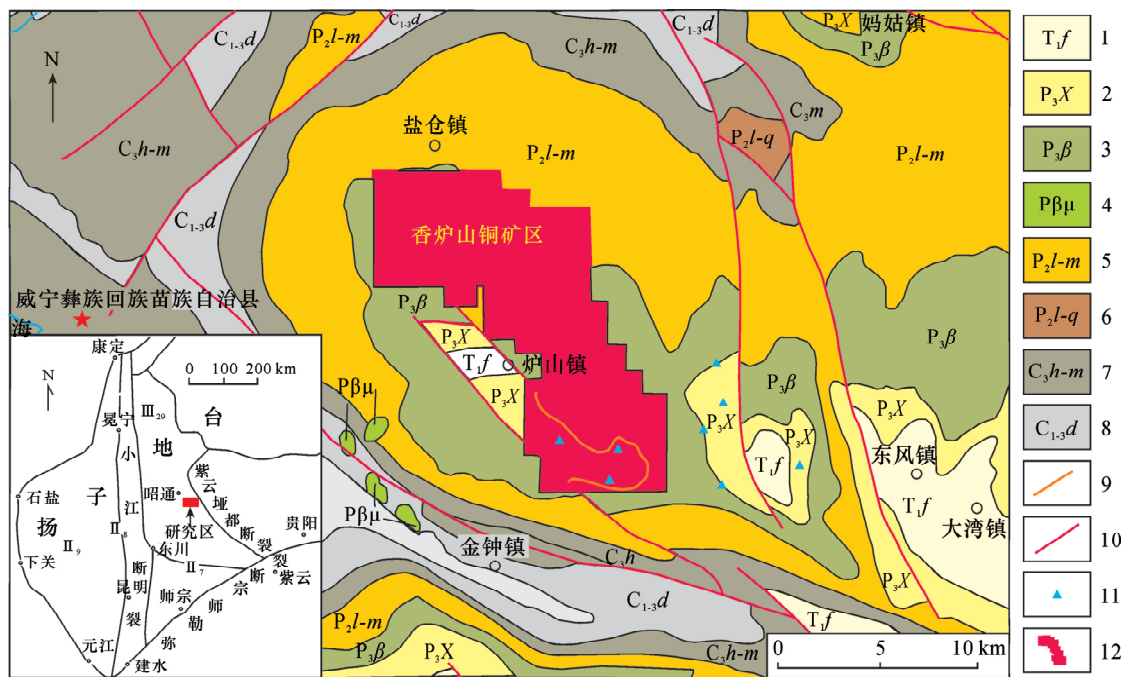 C₁₋₃d
P₂l-m
C₁₋₃d
P₃X
妈姑镇
P₃β
N
C₃h-m
盐仓镇
P₂l-m
C₃m
P₂l-q
P₂l-m
C₁₋₃d
香炉山铜矿区
威宁彝族回族苗族自治县
海
P₃β
P₃X
T₁f
炉山镇
P₃X
P₃β
P₃β
P₃X
P₃X
T₁f
P₃X
东风镇
T₁f
大湾镇
P₃X
Pβμ
Pβμ
金钟镇
C₃h
C₁₋₃d
T₁f
C₃h-m
P₂l-m
P₃β
P₃X
0 5 10 km
康定
N
0 100 200 km
Ⅲ₂₉
台
地
冕宁
小
江
断
裂
石盐
子
扬
昭通
紫
云
垭
都
断
裂
研究区
贵阳
Ⅱ₉
Ⅱ₈
东川
Ⅱ₇
下关
昆明
紫云
师宗
弥
勒
师
宗
断
裂
元江
建水
T₁f 1
P₃X 2
P₃β 3
Pβμ 4
P₂l-m 5
P₂l-q 6
C₃h-m 7
C₁₋₃d 8
9
10
11
12